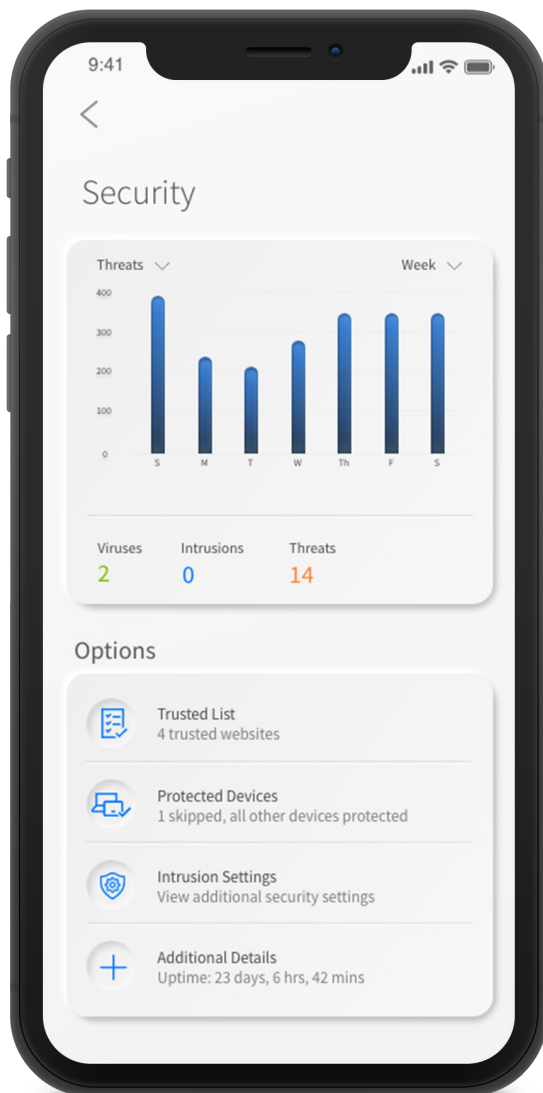 9:41
Security
Threats Week
400
300
200
100
0
S M T W Th F S
Viruses Intrusions Threats
2 0 14
Options
Trusted List
4 trusted websites
Protected Devices
1 skipped, all other devices protected
Intrusion Settings
View additional security settings
Additional Details
Uptime: 23 days, 6 hrs, 42 mins